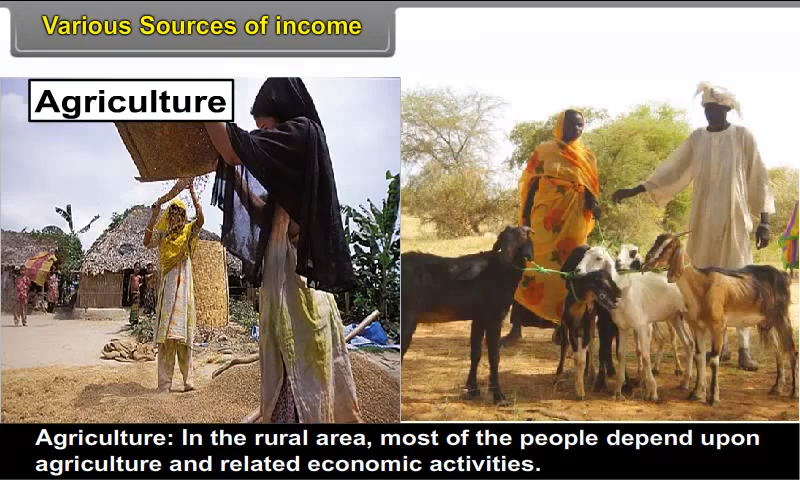 Various Sources of income
Agriculture
Agriculture: In the rural area, most of the people depend upon
agriculture and related economic activities.